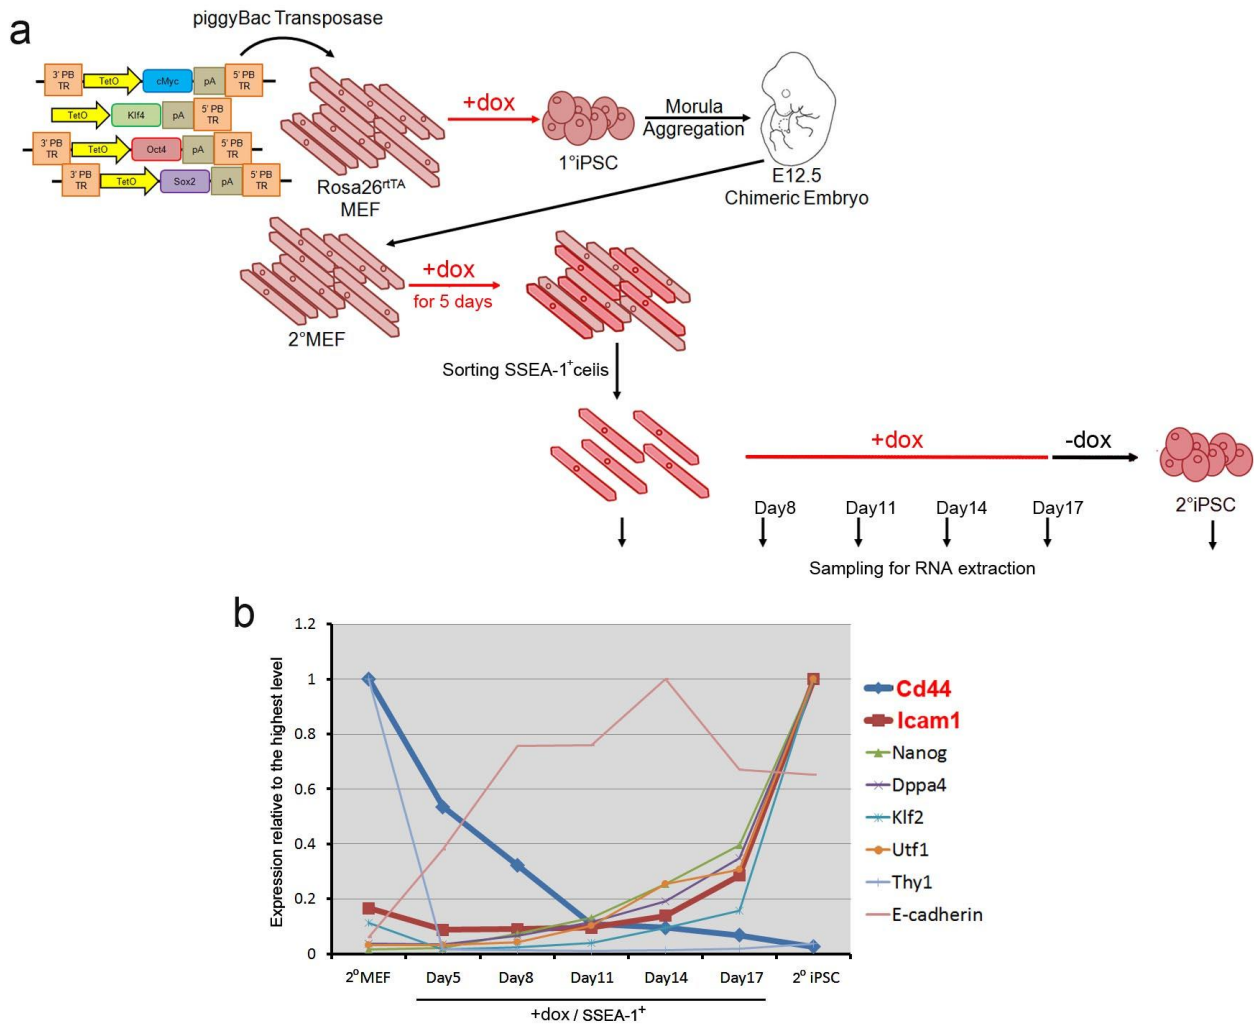 a
piggyBac Transposase
3' PB TR TetO cMyc pA 5' PB TR
TetO Klf4 pA 5' PB TR
3' PB TR TetO Oct4 pA 5' PB TR
3' PB TR TetO Sox2 pA 5' PB TR
Rosa26rtTA
MEF
+dox
1°iPSC
Morula
Aggregation
E12.5
Chimeric Embryo
2°MEF
+dox
for 5 days
Sorting SSEA-1+cells
+dox
-dox
Day8 Day11 Day14 Day17
2°iPSC
Sampling for RNA extraction
b
Expression relative to the highest level
1.2
1
0.8
0.6
0.4
0.2
0
2°MEF Day5 Day8 Day11 Day14 Day17 2° iPSC
+dox / SSEA-1+
Cd44
Icam1
Nanog
Dppa4
Klf2
Utf1
Thy1
E-cadherin